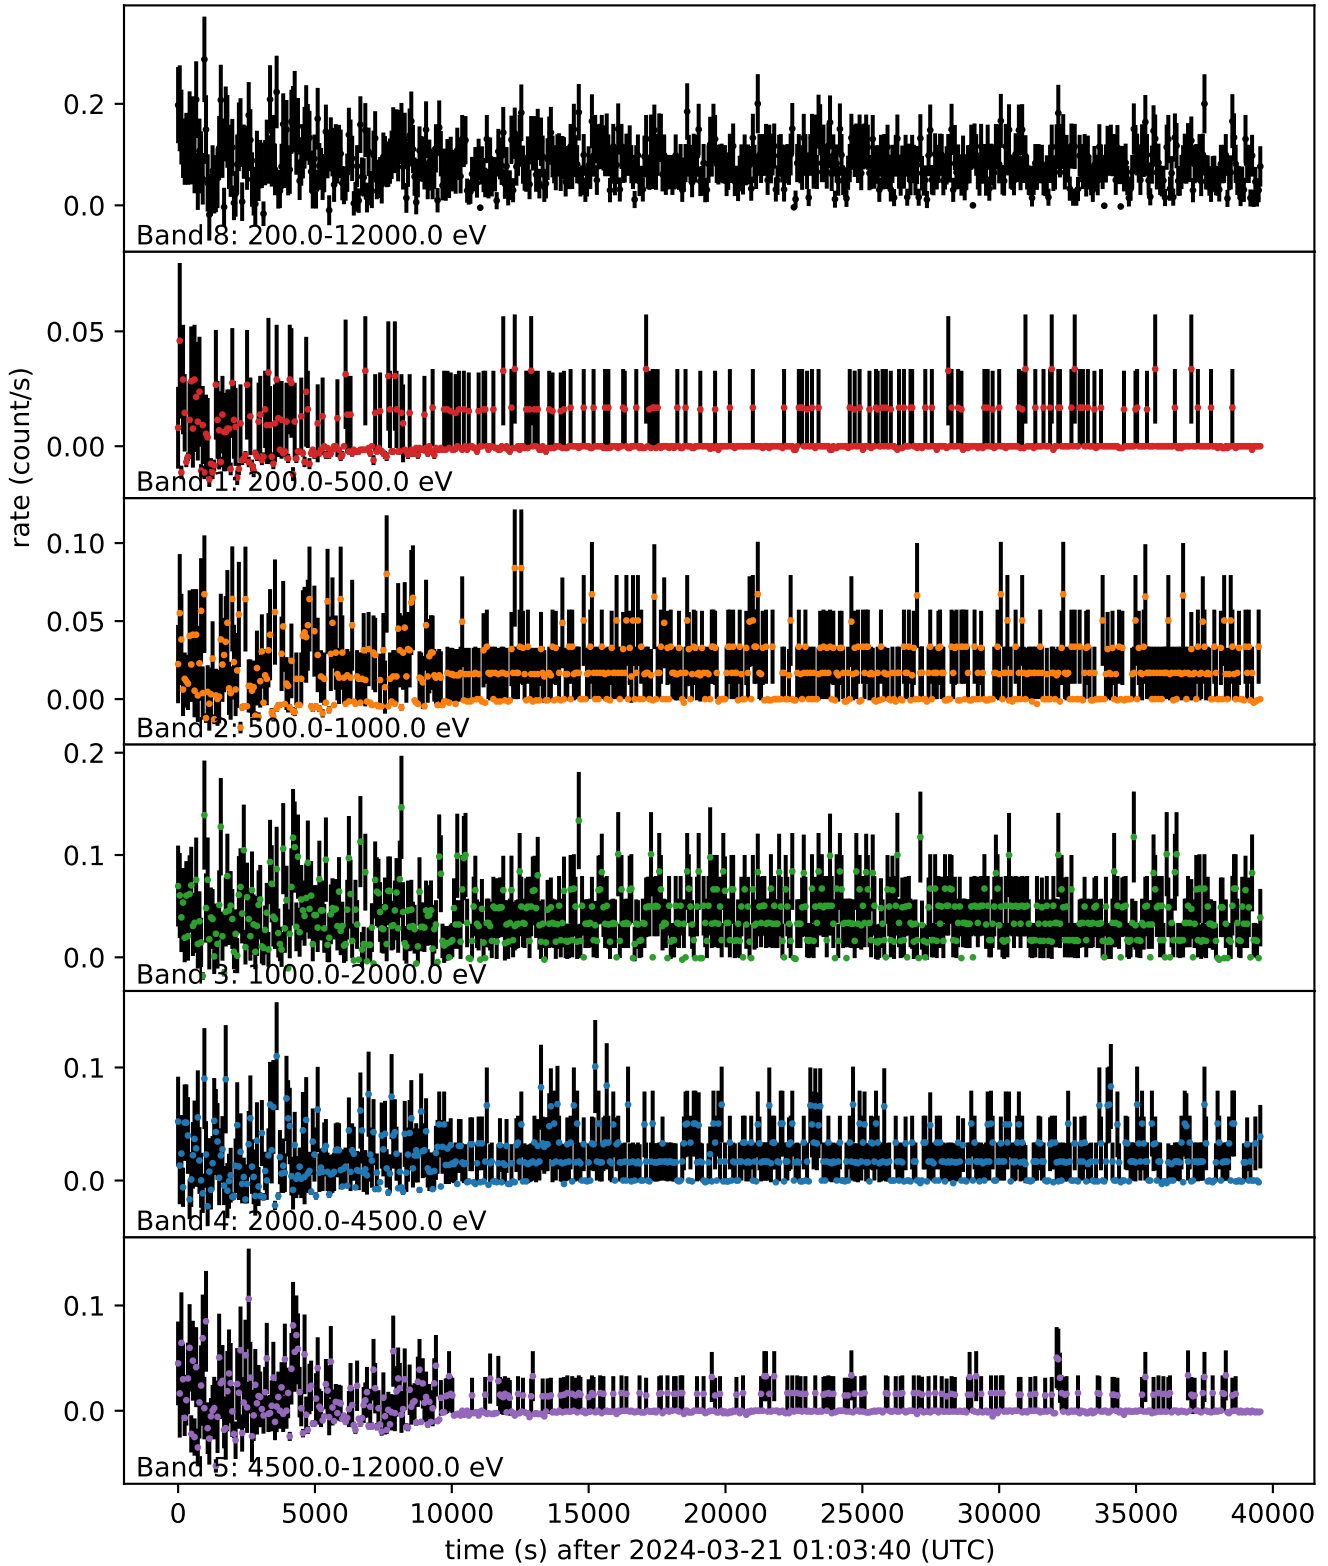 0.2
0.0
Band 8: 200.0-12000.0 eV
0.05
0.00
Band 1: 200.0-500.0 eV
rate (count/s)
0.10
0.05
0.00
Band 2: 500.0-1000.0 eV
0.2
0.1
0.0
Band 3: 1000.0-2000.0 eV
0.1
0.0
Band 4: 2000.0-4500.0 eV
0.1
0.0
Band 5: 4500.0-12000.0 eV
0 5000 10000 15000 20000 25000 30000 35000 40000
time (s) after 2024-03-21 01:03:40 (UTC)